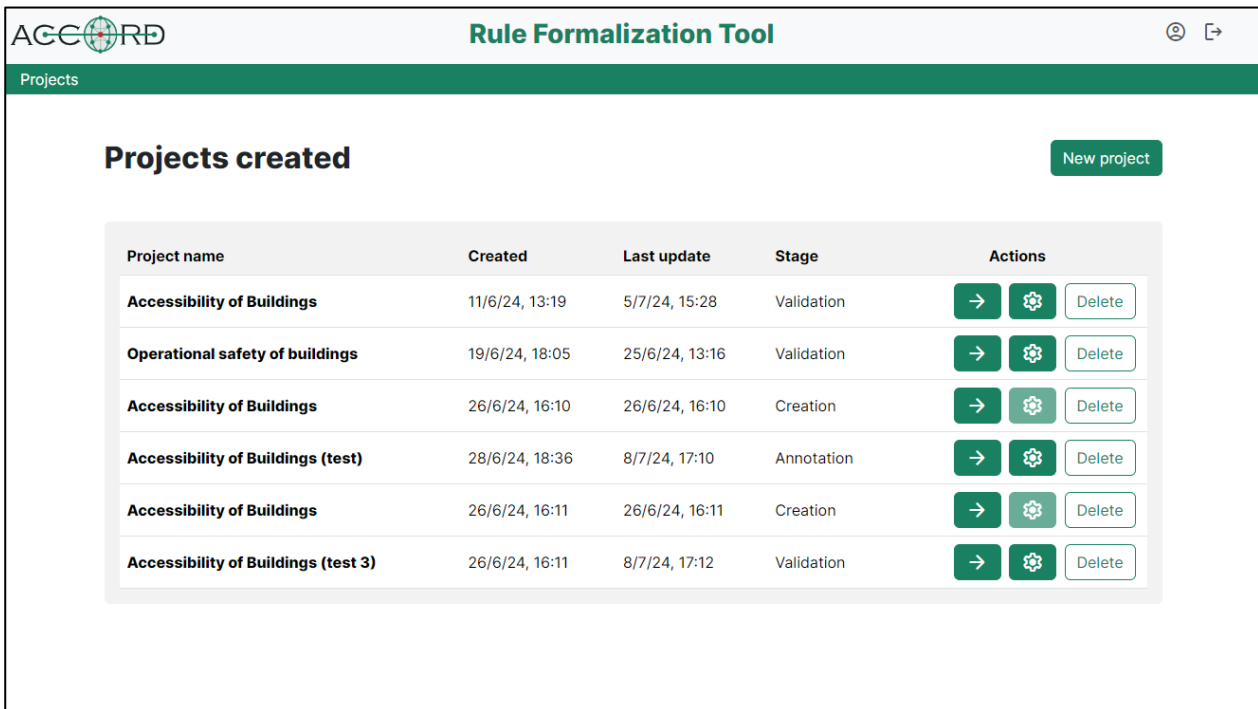 ACCORD
Rule Formalization Tool
Projects
Projects created
New project
Project name Created Last update Stage Actions
Accessibility of Buildings 11/6/24, 13:19 5/7/24, 15:28 Validation Delete
Operational safety of buildings 19/6/24, 18:05 25/6/24, 13:16 Validation Delete
Accessibility of Buildings 26/6/24, 16:10 26/6/24, 16:10 Creation Delete
Accessibility of Buildings (test) 28/6/24, 18:36 8/7/24, 17:10 Annotation Delete
Accessibility of Buildings 26/6/24, 16:11 26/6/24, 16:11 Creation Delete
Accessibility of Buildings (test 3) 26/6/24, 16:11 8/7/24, 17:12 Validation Delete